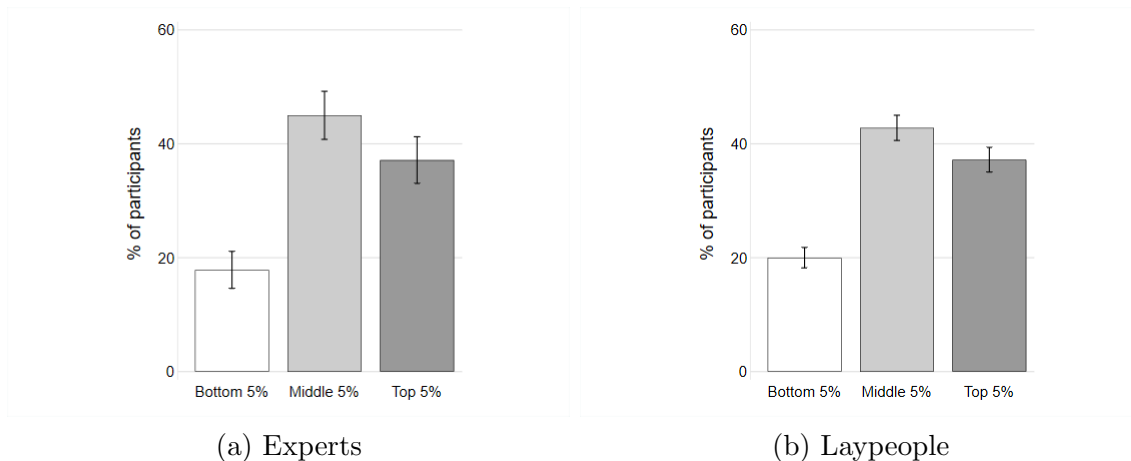 60
40
20
0
% of participants
Bottom 5% Middle 5% Top 5%
(a) Experts
60
40
20
0
% of participants
Bottom 5% Middle 5% Top 5%
(b) Laypeople